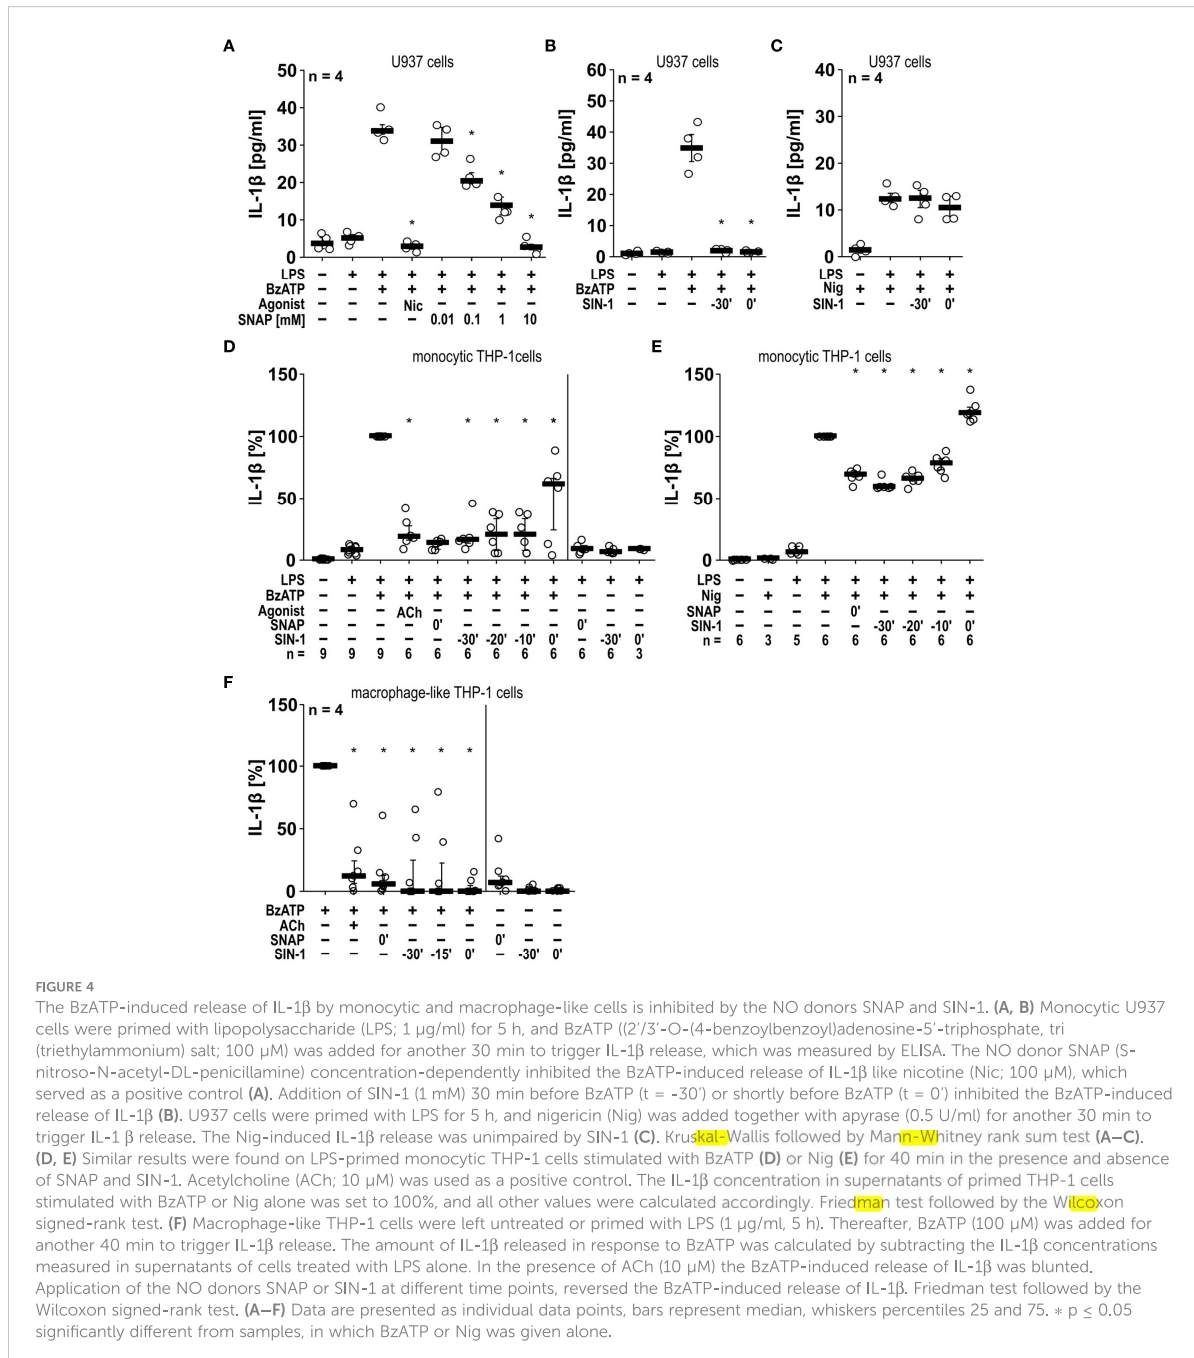 A
B
C
U937 cells
U937 cells
U937 cells
n = 4
n = 4
n = 4
IL-1β [pg/ml]
50
40
30
20
10
0
* * * *
IL-1β [pg/ml]
60
50
40
30
20
10
0
* *
IL-1β [pg/ml]
40
30
20
10
0
LPS – + + + + + + +
BzATP – – + + + + + +
Agonist – – – Nic – – – –
SNAP [mM] – – – – 0.01 0.1 1 10
LPS – + + + +
BzATP – – + + +
SIN-1 – – – -30' 0'
LPS – + + +
Nig + + + +
SIN-1 – – -30' 0'
D
E
monocytic THP-1cells
monocytic THP-1 cells
IL-1β [%]
150
100
50
0
* * * * *
IL-1β [%]
150
100
50
0
* * * * *
LPS – + + + + + + + + + + +
BzATP – – + + + + + + + – – –
Agonist – – – ACh – – – – – – – –
SNAP – – – – 0' – – – – 0' – –
SIN-1 – – – – – -30' -20' -10' 0' – -30' 0'
n = 9 9 9 6 6 6 6 6 6 6 6 3
LPS – – + + + + + + +
Nig – + – + + + + + +
SNAP – – – – 0' – – – –
SIN-1 – – – – – -30' -20' -10' 0'
n = 6 3 5 6 6 6 6 6 6
F
macrophage-like THP-1 cells
n = 4
IL-1β [%]
150
100
50
0
* * * * *
BzATP + + + + + + – – –
ACh – + – – – – – – –
SNAP – – 0' – – – 0' – –
SIN-1 – – – -30' -15' 0' – -30' 0'
FIGURE 4
The BzATP-induced release of IL-1β by monocytic and macrophage-like cells is inhibited by the NO donors SNAP and SIN-1. (A, B) Monocytic U937
cells were primed with lipopolysaccharide (LPS; 1 µg/ml) for 5 h, and BzATP ((2’/3’-O-(4-benzoylbenzoyl)adenosine-5’-triphosphate, tri
(triethylammonium) salt; 100 µM) was added for another 30 min to trigger IL-1β release, which was measured by ELISA. The NO donor SNAP (S-
nitroso-N-acetyl-DL-penicillamine) concentration-dependently inhibited the BzATP-induced release of IL-1β like nicotine (Nic; 100 µM), which
served as a positive control (A). Addition of SIN-1 (1 mM) 30 min before BzATP (t = -30’) or shortly before BzATP (t = 0’) inhibited the BzATP-induced
release of IL-1β (B). U937 cells were primed with LPS for 5 h, and nigericin (Nig) was added together with apyrase (0.5 U/ml) for another 30 min to
trigger IL-1 β release. The Nig-induced IL-1β release was unimpaired by SIN-1 (C). Kruskal-Wallis followed by Mann-Whitney rank sum test (A–C).
(D, E) Similar results were found on LPS-primed monocytic THP-1 cells stimulated with BzATP (D) or Nig (E) for 40 min in the presence and absence
of SNAP and SIN-1. Acetylcholine (ACh; 10 µM) was used as a positive control. The IL-1β concentration in supernatants of primed THP-1 cells
stimulated with BzATP or Nig alone was set to 100%, and all other values were calculated accordingly. Friedman test followed by the Wilcoxon
signed-rank test. (F) Macrophage-like THP-1 cells were left untreated or primed with LPS (1 µg/ml, 5 h). Thereafter, BzATP (100 µM) was added for
another 40 min to trigger IL-1β release. The amount of IL-1β released in response to BzATP was calculated by subtracting the IL-1β concentrations
measured in supernatants of cells treated with LPS alone. In the presence of ACh (10 µM) the BzATP-induced release of IL-1β was blunted.
Application of the NO donors SNAP or SIN-1 at different time points, reversed the BzATP-induced release of IL-1β. Friedman test followed by the
Wilcoxon signed-rank test. (A–F) Data are presented as individual data points, bars represent median, whiskers percentiles 25 and 75. * p ≤ 0.05
significantly different from samples, in which BzATP or Nig was given alone.